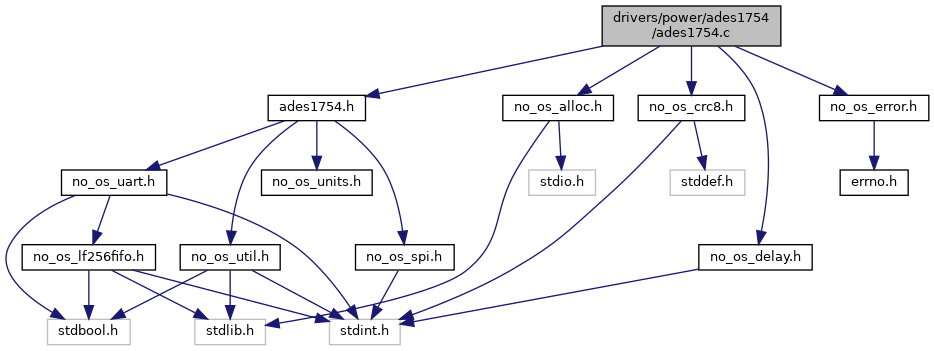 drivers/power/ades1754
/ades1754.c
ades1754.h
no_os_alloc.h
no_os_crc8.h
no_os_error.h
no_os_uart.h
no_os_units.h
stdio.h
stddef.h
errno.h
no_os_lf256fifo.h
no_os_util.h
no_os_spi.h
no_os_delay.h
stdbool.h
stdlib.h
stdint.h